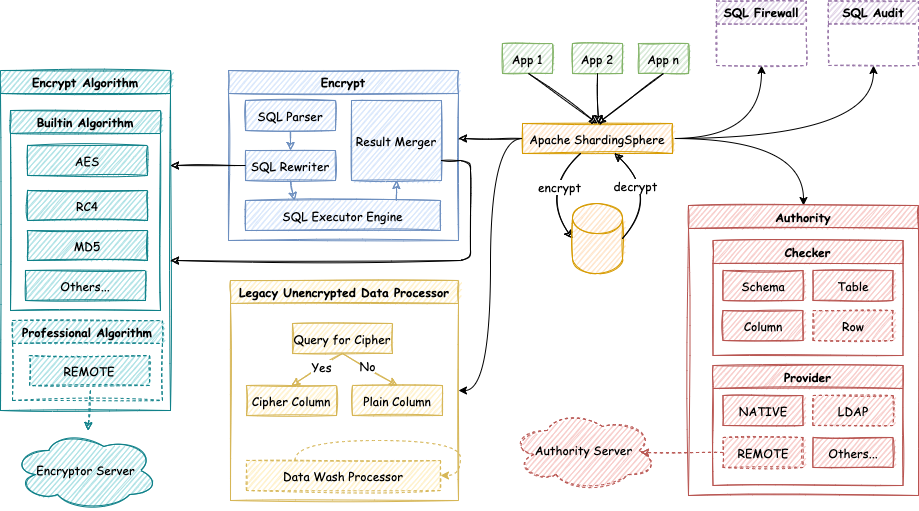 SQL Firewall
SQL Audit
App 1
App 2
App n
Encrypt Algorithm
Builtin Algorithm
AES
RC4
MD5
Others...
Professional Algorithm
REMOTE
Encryptor Server
Encrypt
SQL Parser
SQL Rewriter
Result Merger
SQL Executor Engine
Apache ShardingSphere
encrypt
decrypt
Legacy Unencrypted Data Processor
Query for Cipher
Yes
No
Cipher Column
Plain Column
Data Wash Processor
Authority
Checker
Schema
Table
Column
Row
Provider
NATIVE
LDAP
REMOTE
Others...
Authority Server